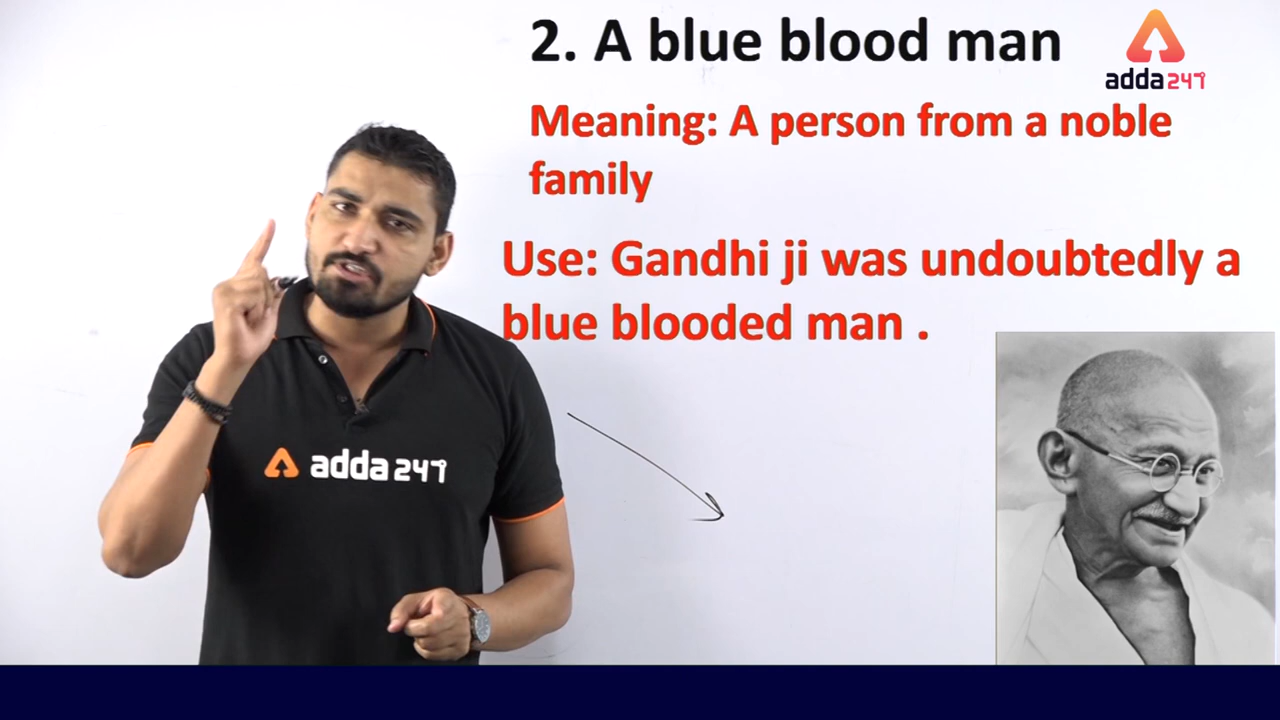 2. A blue blood man
adda247
Meaning: A person from a noble
family
Use: Gandhi ji was undoubtedly a
blue blooded man .
adda247